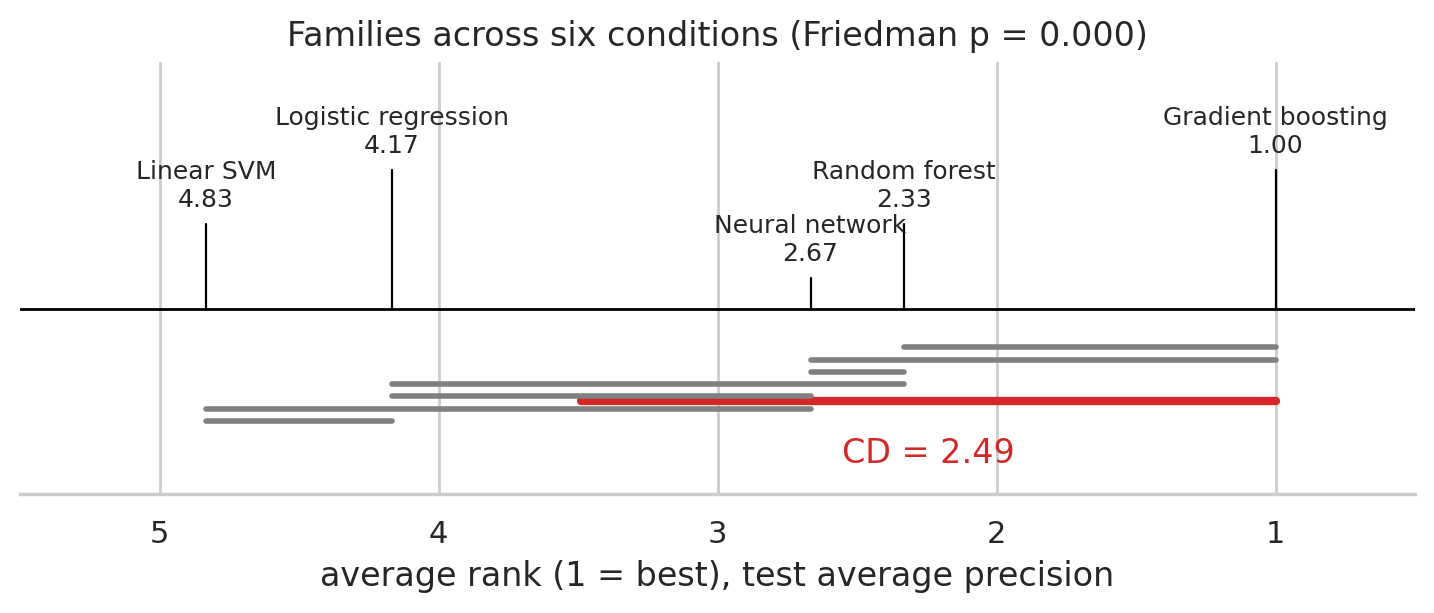 Families across six conditions (Friedman p = 0.000)
Logistic regression
4.17
Gradient boosting
1.00
Linear SVM
4.83
Random forest
2.33
Neural network
2.67
CD = 2.49
5 4 3 2 1
average rank (1 = best), test average precision